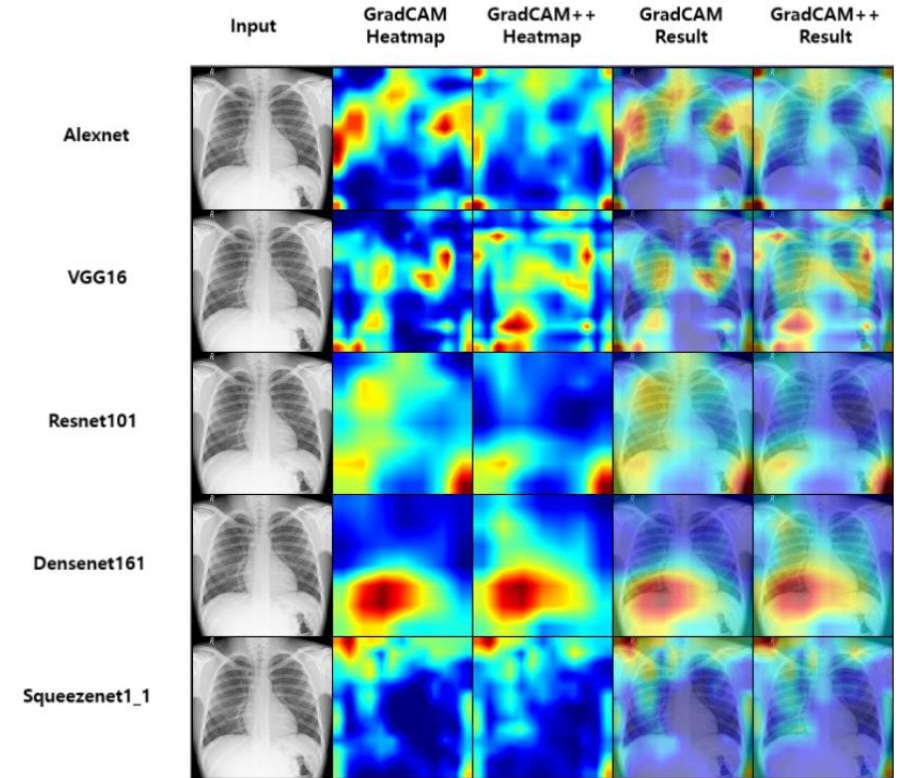 Input
GradCAM
Heatmap
GradCAM++
Heatmap
GradCAM
Result
GradCAM++
Result
Alexnet
VGG16
Resnet101
Densenet161
Squeezenet1_1